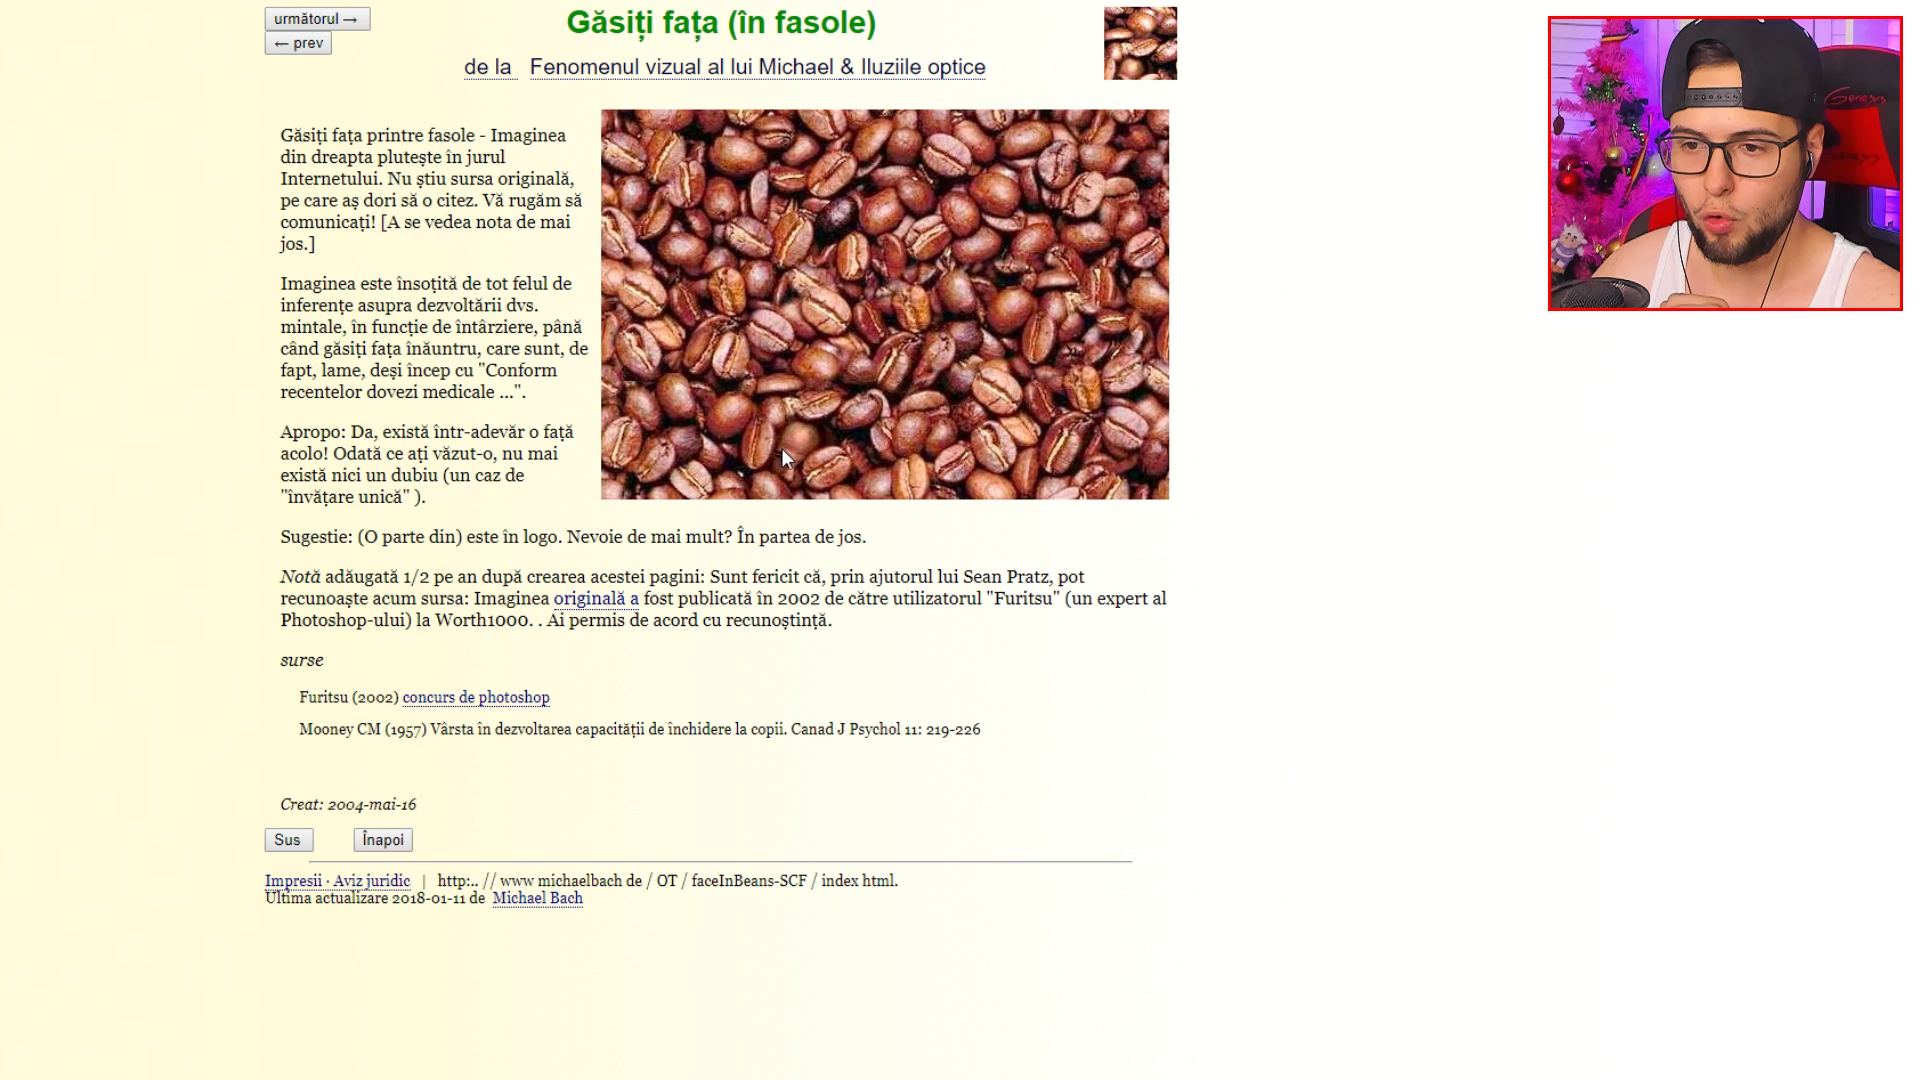 următorul →
← prev
Găsiți fața (în fasole)
de la Fenomenul vizual al lui Michael & Iluziile optice
Găsiți fața printre fasole - Imaginea
din dreapta plutește în jurul
Internetului. Nu știu sursa originală,
pe care aș dori să o citez. Vă rugăm să
comunicați! [A se vedea nota de mai
jos.]
Imaginea este însoțită de tot felul de
inferențe asupra dezvoltării dvs.
mintale, în funcție de întârziere, până
când găsiți fața înăuntru, care sunt, de
fapt, lame, deși încep cu "Conform
recentelor dovezi medicale ...".
Apropo: Da, există într-adevăr o față
acolo! Odată ce ați văzut-o, nu mai
există nici un dubiu (un caz de
"învățare unică" ).
Sugestie: (O parte din) este în logo. Nevoie de mai mult? În partea de jos.
Notă adăugată 1/2 pe an după crearea acestei pagini: Sunt fericit că, prin ajutorul lui Sean Pratz, pot
recunoaște acum sursa: Imaginea originală a fost publicată în 2002 de către utilizatorul "Furitsu" (un expert al
Photoshop-ului) la Worth1000. . Ai permis de acord cu recunoștință.
surse
Furitsu (2002) concurs de photoshop
Mooney CM (1957) Vârsta în dezvoltarea capacității de închidere la copii. Canad J Psychol 11: 219-226
Creat: 2004-mai-16
Sus
Înapoi
Impresii · Aviz juridic | http:.. // www michaelbach de / OT / faceInBeans-SCF / index html.
Ultima actualizare 2018-01-11 de Michael Bach
Genesis